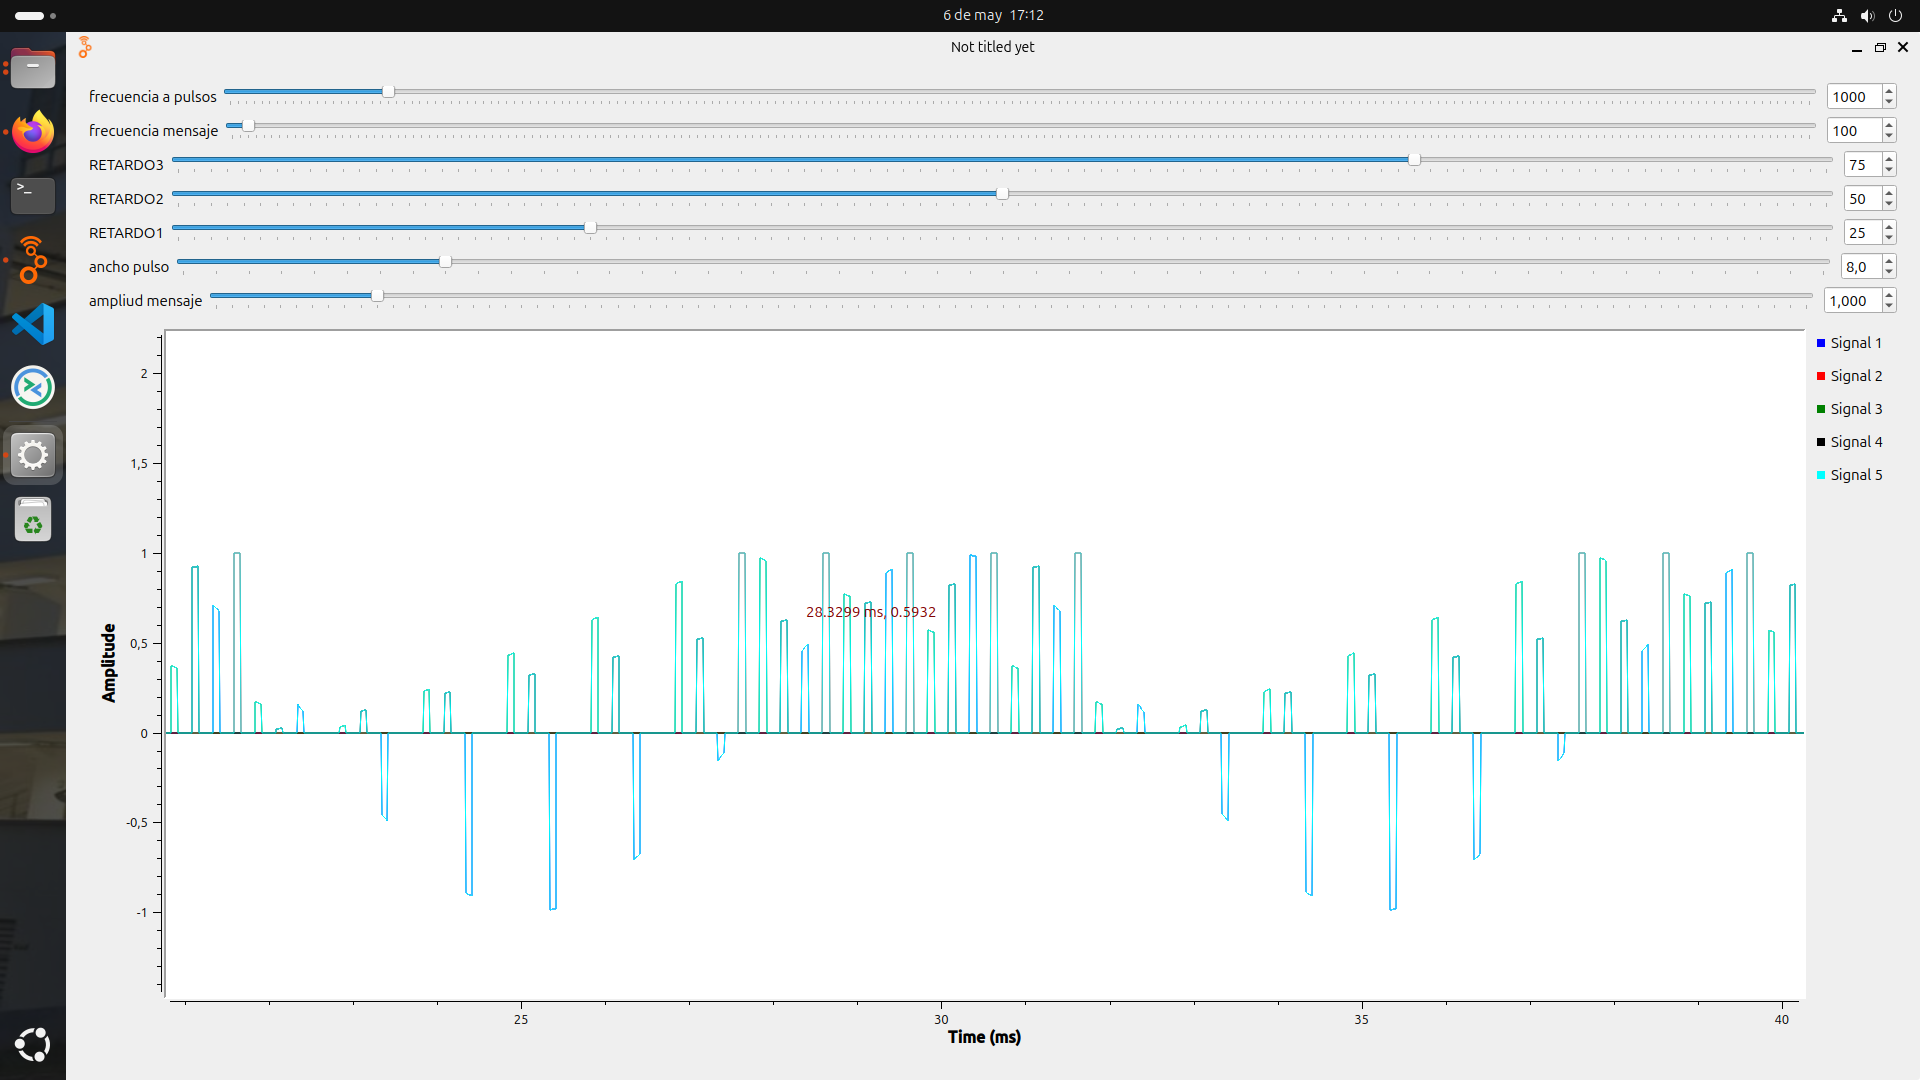 6 de may 17:12
Not titled yet
frecuencia a pulsos 1000
frecuencia mensaje 100
RETARDO3 75
RETARDO2 50
RETARDO1 25
ancho pulso 8,0
ampliud mensaje 1,000
Signal 1
Signal 2
Signal 3
Signal 4
Signal 5
2
1,5
1
28.3299 ms, 0.5932
0,5
0
-0,5
-1
Amplitude
25 30 35 40
Time (ms)
>_